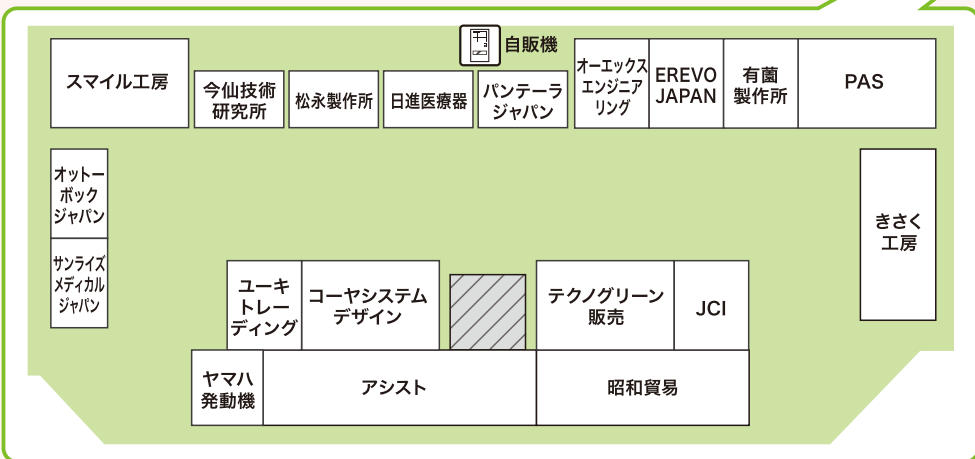 自販機
スマイル工房
今仙技術
研究所
松永製作所
日進医療器
パンテーラ
ジャパン
オーエックス
エンジニア
リング
EREVO
JAPAN
有薗
製作所
PAS
オットー
ボック
ジャパン
サンライズ
メディカル
ジャパン
きさく
工房
ユーキ
トレー
ディング
コーヤシステム
デザイン
テクノグリーン
販売
JCI
ヤマハ
発動機
アシスト
昭和貿易